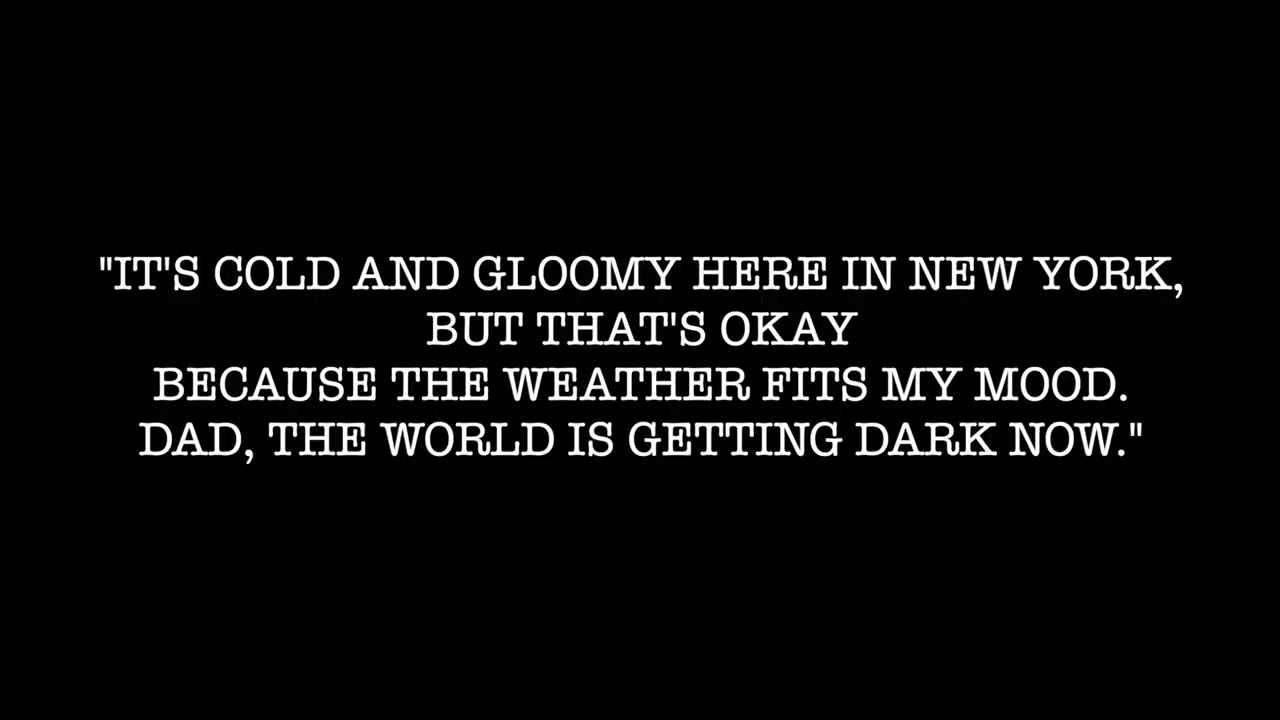 "IT'S COLD AND GLOOMY HERE IN NEW YORK,
BUT THAT'S OKAY
BECAUSE THE WEATHER FITS MY MOOD.
DAD, THE WORLD IS GETTING DARK NOW."